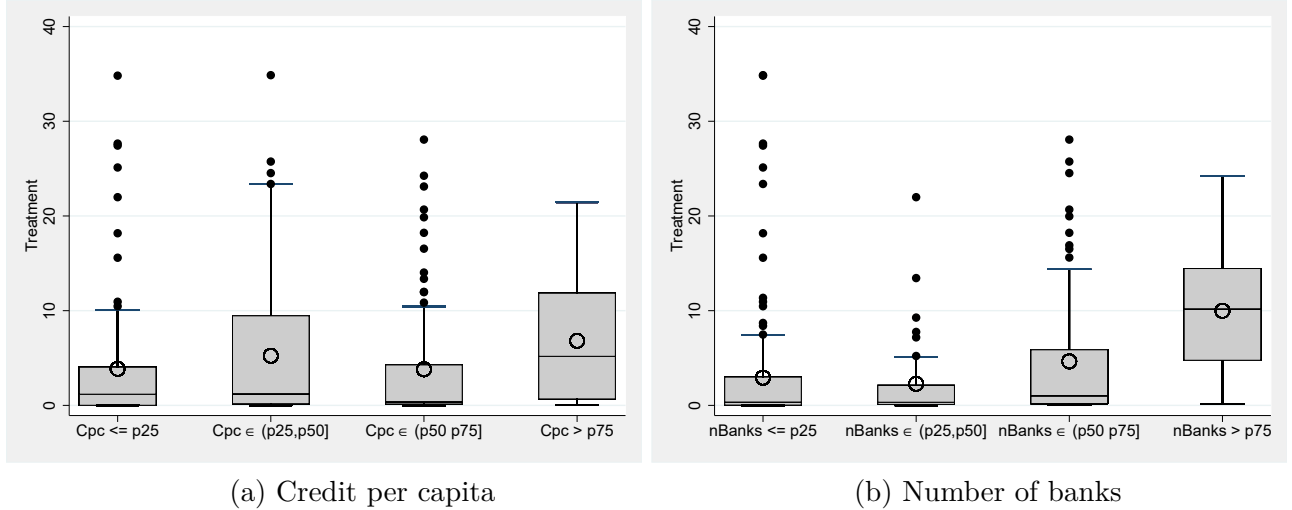 40
30
20
10
0
Treatment
Cpc <= p25
Cpc ∈ (p25,p50]
Cpc ∈ (p50 p75]
Cpc > p75
(a) Credit per capita
40
30
20
10
0
Treatment
nBanks <= p25
nBanks ∈ (p25,p50]
nBanks ∈ (p50 p75]
nBanks > p75
(b) Number of banks